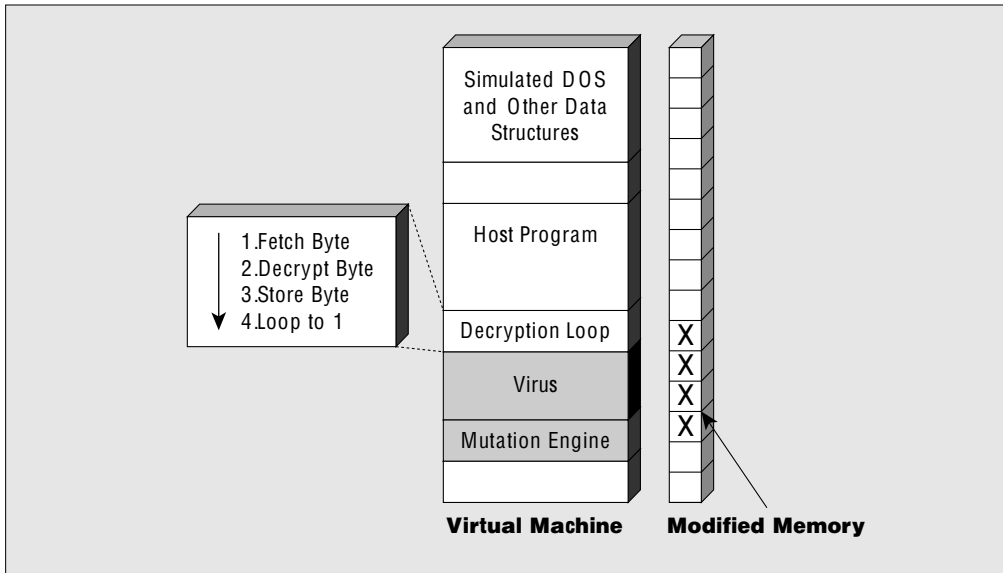 Simulated DOS
and Other Data
Structures
Host Program
1.Fetch Byte
2.Decrypt Byte
3.Store Byte
4.Loop to 1
Decryption Loop
X
Virus
X
X
Mutation Engine
X
Virtual Machine
Modified Memory